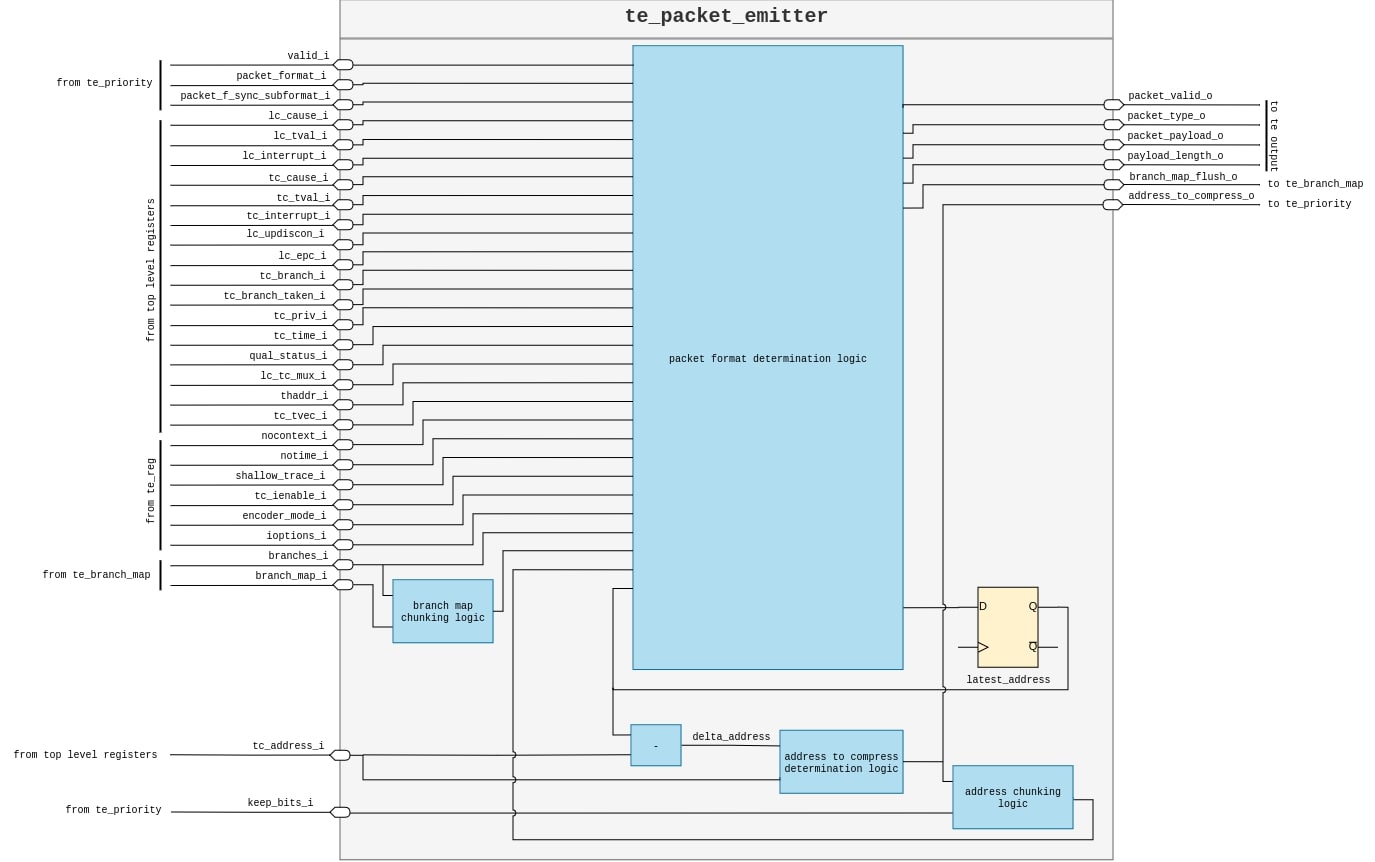 te_packet_emitter
valid_i
packet_format_i
from te_priority
packet_f_sync_subformat_i
lc_cause_i
lc_tval_i
lc_interrupt_i
tc_cause_i
tc_tval_i
tc_interrupt_i
lc_updiscon_i
from top level registers
lc_epc_i
tc_branch_i
tc_branch_taken_i
tc_priv_i
tc_time_i
qual_status_i
lc_tc_mux_i
thaddr_i
tc_tvec_i
nocontext_i
notime_i
from te_reg
shallow_trace_i
tc_ienable_i
encoder_mode_i
ioptions_i
branches_i
from te_branch_map
branch_map_i
packet format determination logic
packet_valid_o
packet_type_o
packet_payload_o
payload_length_o
to te output
branch_map_flush_o
to te_branch_map
address_to_compress_o
to te_priority
branch map
chunking logic
D
Q
Q
latest_address
from top level registers
tc_address_i
-
delta_address
address to compress
determination logic
from te_priority
keep_bits_i
address chunking
logic